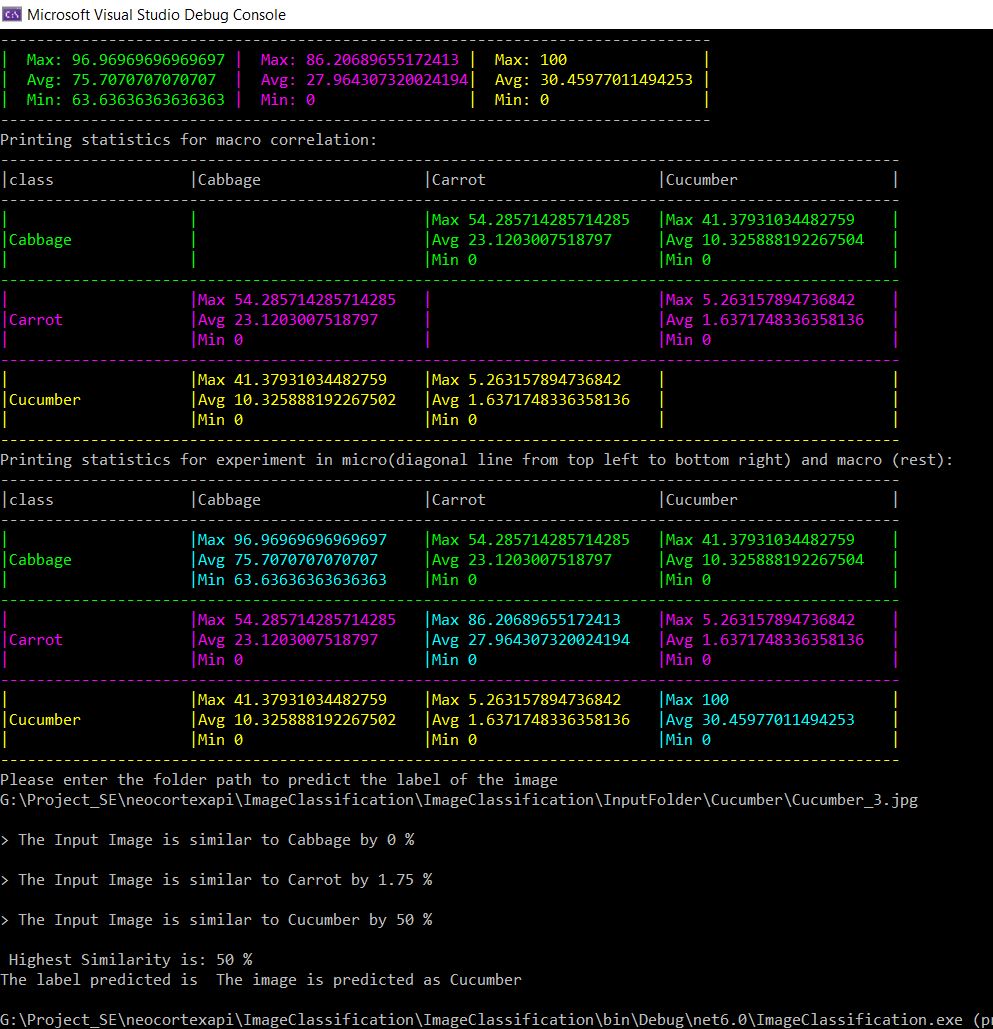 Microsoft Visual Studio Debug Console
-------------------------------------------------------------------------------
|  Max: 96.96969696969697 |  Max: 86.20689655172413 |  Max: 100               |
|  Avg: 75.7070707070707  |  Avg: 27.964307320024194|  Avg: 30.45977011494253 |
|  Min: 63.63636363636363 |  Min: 0                 |  Min: 0                 |
-------------------------------------------------------------------------------
Printing statistics for macro correlation:
----------------------------------------------------------------------------------------------------
|class               |Cabbage                  |Carrot                   |Cucumber                 |
----------------------------------------------------------------------------------------------------
|                    |                         |Max 54.285714285714285   |Max 41.37931034482759    |
|Cabbage             |                         |Avg 23.1203007518797     |Avg 10.325888192267504   |
|                    |                         |Min 0                    |Min 0                    |
----------------------------------------------------------------------------------------------------
|                    |Max 54.285714285714285   |                         |Max 5.263157894736842    |
|Carrot              |Avg 23.1203007518797     |                         |Avg 1.6371748336358136   |
|                    |Min 0                    |                         |Min 0                    |
----------------------------------------------------------------------------------------------------
|                    |Max 41.37931034482759    |Max 5.263157894736842    |                         |
|Cucumber            |Avg 10.325888192267502   |Avg 1.6371748336358136   |                         |
|                    |Min 0                    |Min 0                    |                         |
----------------------------------------------------------------------------------------------------
Printing statistics for experiment in micro(diagonal line from top left to bottom right) and macro (rest):
----------------------------------------------------------------------------------------------------
|class               |Cabbage                  |Carrot                   |Cucumber                 |
----------------------------------------------------------------------------------------------------
|                    |Max 96.96969696969697    |Max 54.285714285714285   |Max 41.37931034482759    |
|Cabbage             |Avg 75.7070707070707     |Avg 23.1203007518797     |Avg 10.325888192267504   |
|                    |Min 63.63636363636363    |Min 0                    |Min 0                    |
----------------------------------------------------------------------------------------------------
|                    |Max 54.285714285714285   |Max 86.20689655172413    |Max 5.263157894736842    |
|Carrot              |Avg 23.1203007518797     |Avg 27.964307320024194   |Avg 1.6371748336358136   |
|                    |Min 0                    |Min 0                    |Min 0                    |
----------------------------------------------------------------------------------------------------
|                    |Max 41.37931034482759    |Max 5.263157894736842    |Max 100                  |
|Cucumber            |Avg 10.325888192267502   |Avg 1.6371748336358136   |Avg 30.45977011494253    |
|                    |Min 0                    |Min 0                    |Min 0                    |
----------------------------------------------------------------------------------------------------
Please enter the folder path to predict the label of the image
G:\Project_SE\neocortexapi\ImageClassification\ImageClassification\InputFolder\Cucumber\Cucumber_3.jpg
> The Input Image is similar to Cabbage by 0 %
> The Input Image is similar to Carrot by 1.75 %
> The Input Image is similar to Cucumber by 50 %
Highest Similarity is: 50 %
The label predicted is  The image is predicted as Cucumber
G:\Project_SE\neocortexapi\ImageClassification\ImageClassification\bin\Debug\net6.0\ImageClassification.exe